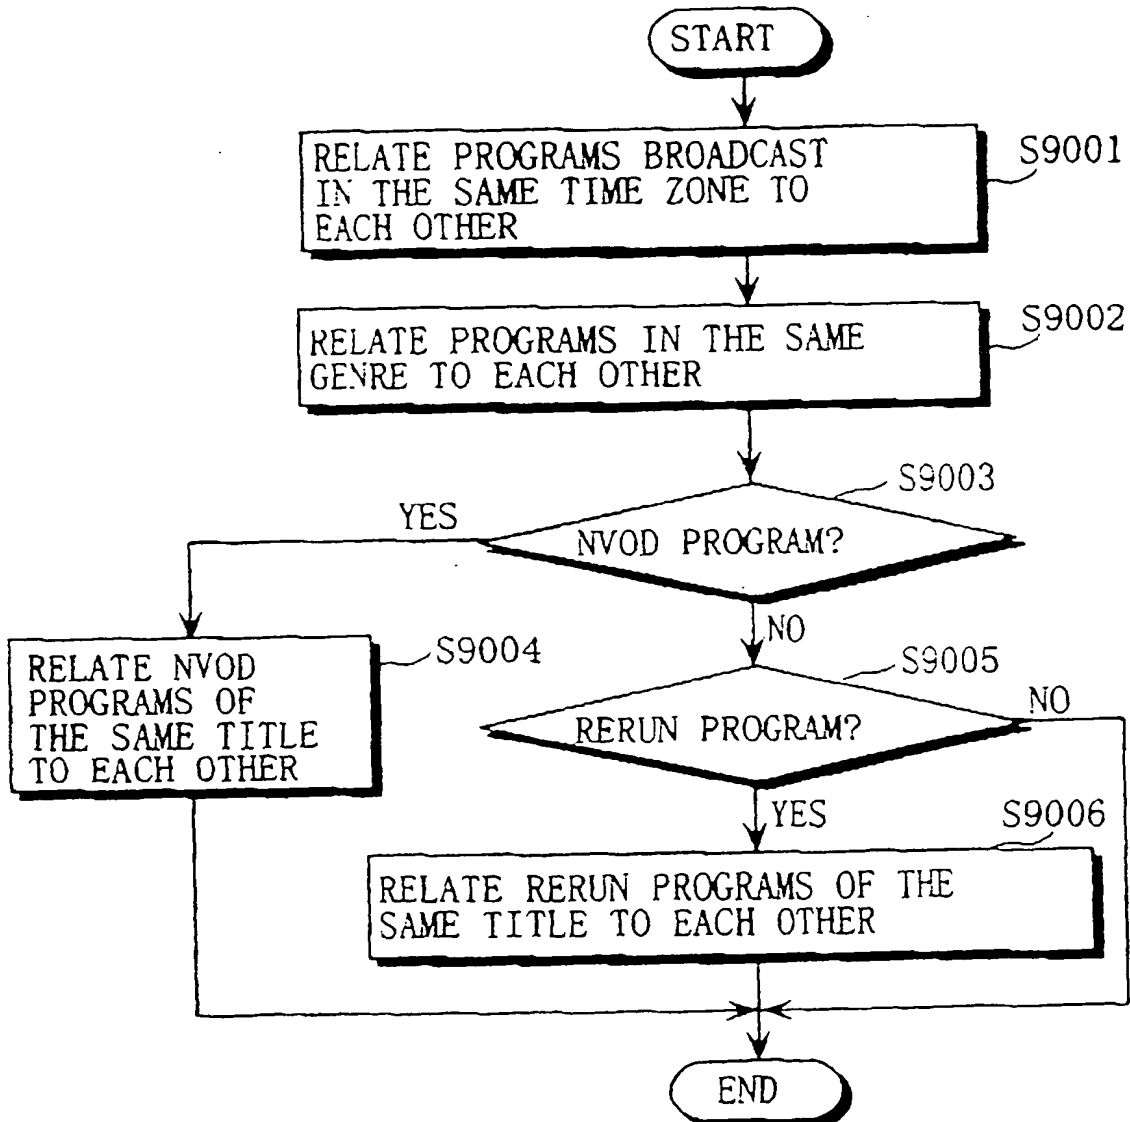 START
RELATE PROGRAMS BROADCAST
IN THE SAME TIME ZONE TO
EACH OTHER
S9001
RELATE PROGRAMS IN THE SAME
GENRE TO EACH OTHER
S9002
S9003
YES
NVOD PROGRAM?
NO
RELATE NVOD
PROGRAMS OF
THE SAME TITLE
TO EACH OTHER
S9004
S9005
RERUN PROGRAM?
NO
YES
S9006
RELATE RERUN PROGRAMS OF THE
SAME TITLE TO EACH OTHER
END